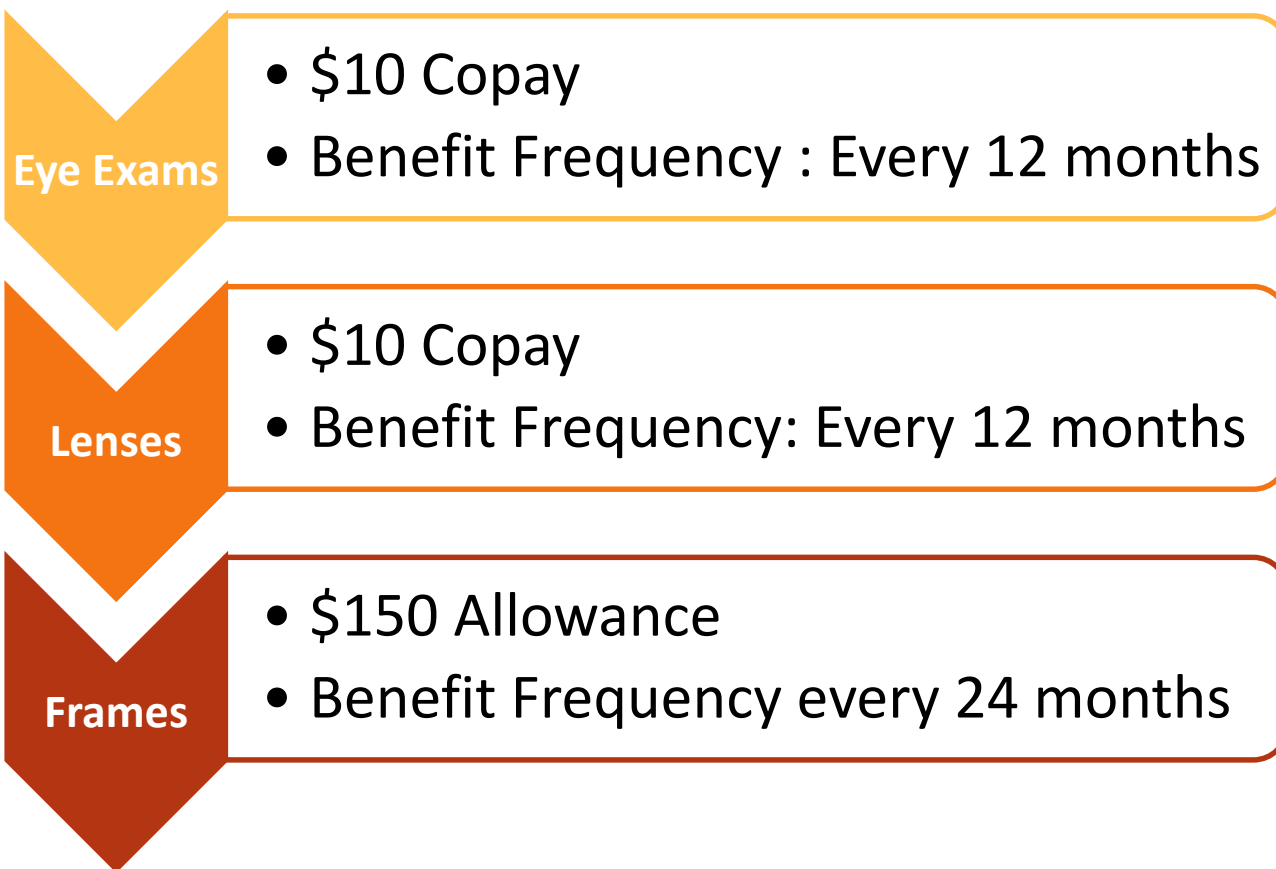 Eye Exams
• $10 Copay
• Benefit Frequency : Every 12 months
Lenses
• $10 Copay
• Benefit Frequency: Every 12 months
Frames
• $150 Allowance
• Benefit Frequency every 24 months